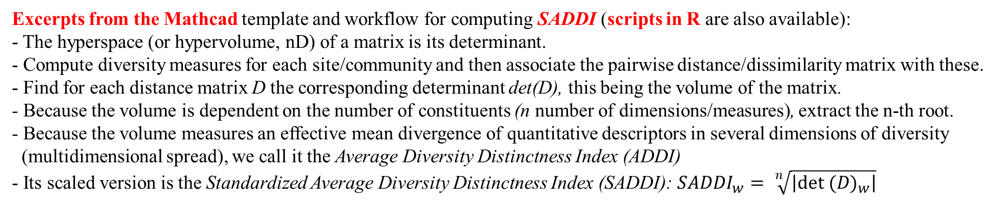 Excerpts from the Mathcad template and workflow for computing SADDI (scripts in R are also available):
- The hyperspace (or hypervolume, nD) of a matrix is its determinant.
- Compute diversity measures for each site/community and then associate the pairwise distance/dissimilarity matrix with these.
- Find for each distance matrix D the corresponding determinant det(D), this being the volume of the matrix.
- Because the volume is dependent on the number of constituents (n number of dimensions/measures), extract the n-th root.
- Because the volume measures an effective mean divergence of quantitative descriptors in several dimensions of diversity
(multidimensional spread), we call it the Average Diversity Distinctness Index (ADDI)
- Its scaled version is the Standardized Average Diversity Distinctness Index (SADDI): SADDI_w = ⁿ√|det (D)_w|